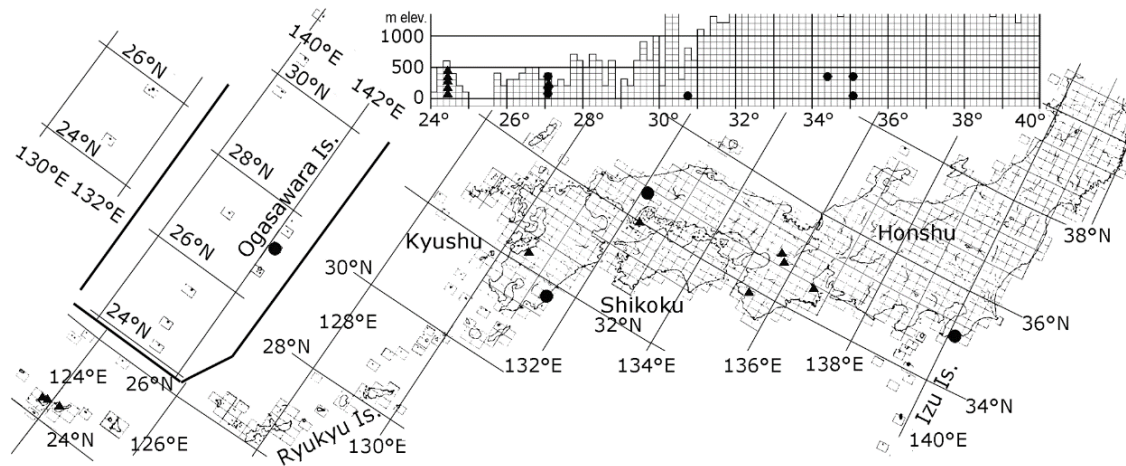 m elev.
1000
500
0
24°
26°
28°
30°
32°
34°
36°
38°
40°
26°N
24°N
130°E
132°E
140°E
30°N
142°E
28°N
Ogasawara Is.
26°N
24°N
124°E
24°N
26°N
126°E
Ryukyu Is.
128°E
30°N
28°N
130°E
Kyushu
Shikoku
32°N
132°E
134°E
136°E
138°E
Honshu
38°N
36°N
34°N
Izu Is.
140°E